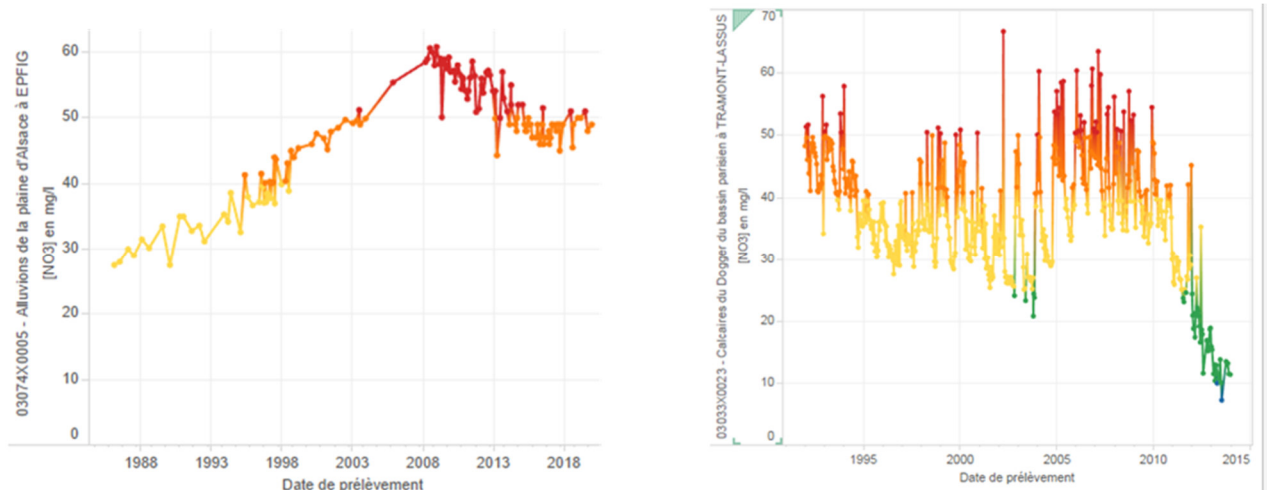 03074X0005 - Alluvions de la plaine d'Alsace à EPFIG
[NO3] en mg/l
60
50
40
30
20
10
0
1988 1993 1998 2003 2008 2013 2018
Date de prélèvement
03033X0023 - Calcaires du Dogger du bassin parisien à TRAMONT-LASSUS
[NO3] en mg/l
70
60
50
40
30
20
10
0
1995 2000 2005 2010 2015
Date de prélèvement